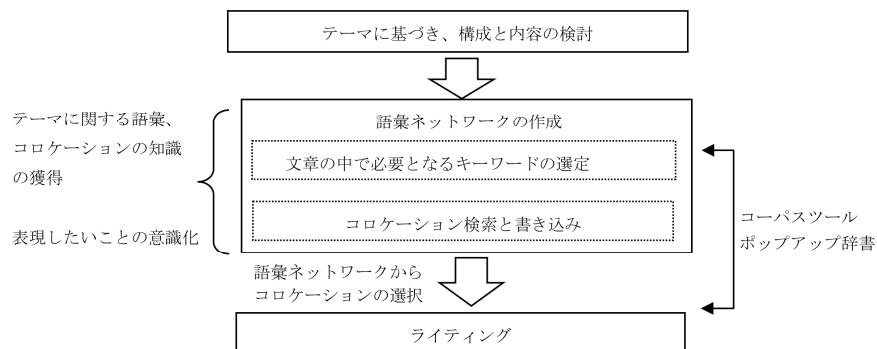 テーマに基づき、構成と内容の検討
テーマに関する語彙、
コロケーションの知識
の獲得
表現したいことの意識化
語彙ネットワークの作成
文章の中で必要となるキーワードの選定
コロケーション検索と書き込み
コーパスツール
ポップアップ辞書
語彙ネットワークから
コロケーションの選択
ライティング